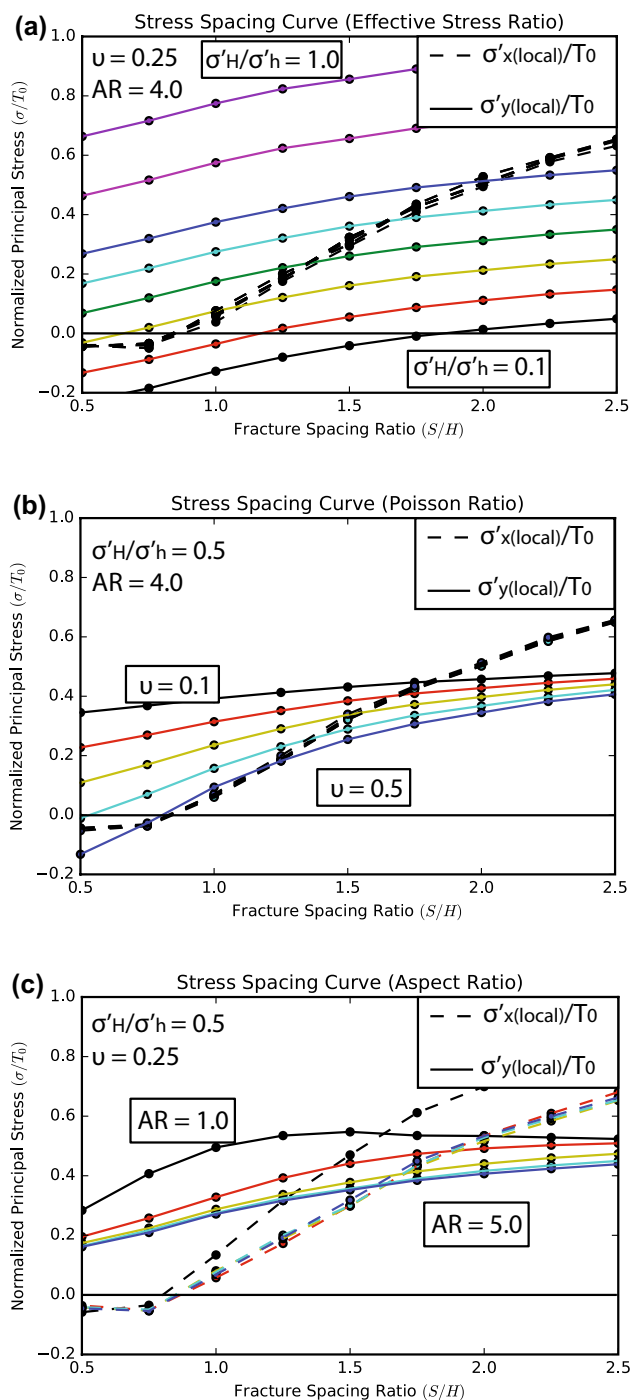 (a)
Stress Spacing Curve (Effective Stress Ratio)
υ = 0.25
AR = 4.0
σ'H/σ'h = 1.0
σ'x(local)/T0
σ'y(local)/T0
σ'H/σ'h = 0.1
Normalized Principal Stress (σ/T0)
1.0
0.8
0.6
0.4
0.2
0.0
−0.2
0.5
1.0
1.5
2.0
2.5
Fracture Spacing Ratio (S/H)
(b)
Stress Spacing Curve (Poisson Ratio)
σ'H/σ'h = 0.5
AR = 4.0
σ'x(local)/T0
σ'y(local)/T0
υ = 0.1
υ = 0.5
Normalized Principal Stress (σ/T0)
1.0
0.8
0.6
0.4
0.2
0.0
−0.2
0.5
1.0
1.5
2.0
2.5
Fracture Spacing Ratio (S/H)
(c)
Stress Spacing Curve (Aspect Ratio)
σ'H/σ'h = 0.5
υ = 0.25
σ'x(local)/T0
σ'y(local)/T0
AR = 1.0
AR = 5.0
Normalized Principal Stress (σ/T0)
1.0
0.8
0.6
0.4
0.2
0.0
−0.2
0.5
1.0
1.5
2.0
2.5
Fracture Spacing Ratio (S/H)